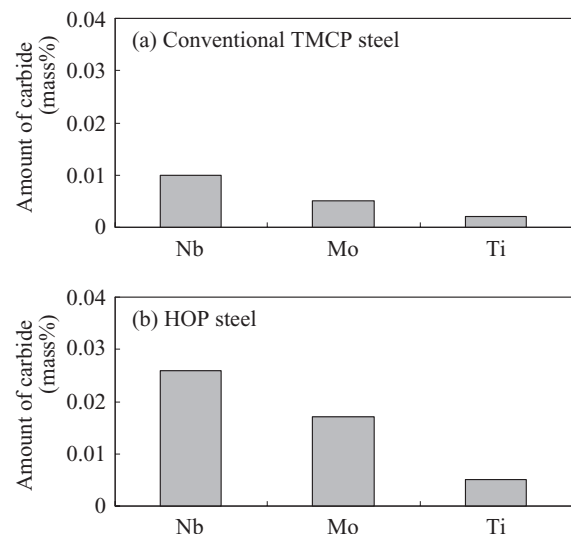 (a) Conventional TMCP steel
Amount of carbide
(mass%)
0.04
0.03
0.02
0.01
0
Nb Mo Ti
(b) HOP steel
Amount of carbide
(mass%)
0.04
0.03
0.02
0.01
0
Nb Mo Ti